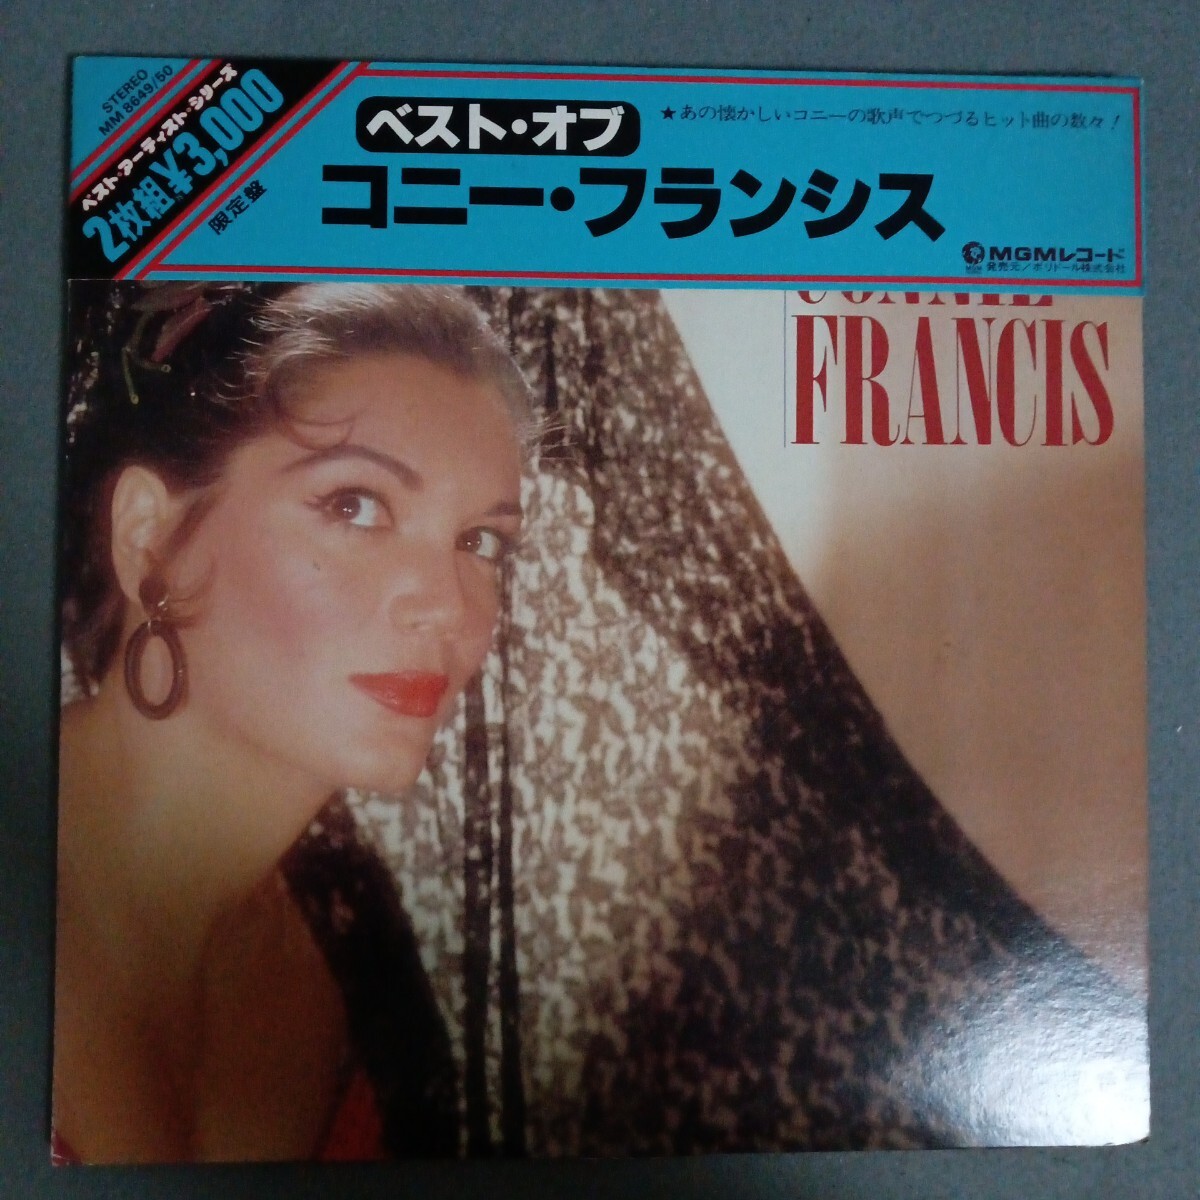 STEREO
MM 8649/50
ベスト・アーティスト・シリーズ
2枚組¥3,000
限定盤
ベスト・オブ
★あの懐かしいコニーの歌声でつづるヒット曲の数々!
コニー・フランシス
MGMレコード
発売元/ポリドール株式会社
CONNIE
FRANCIS